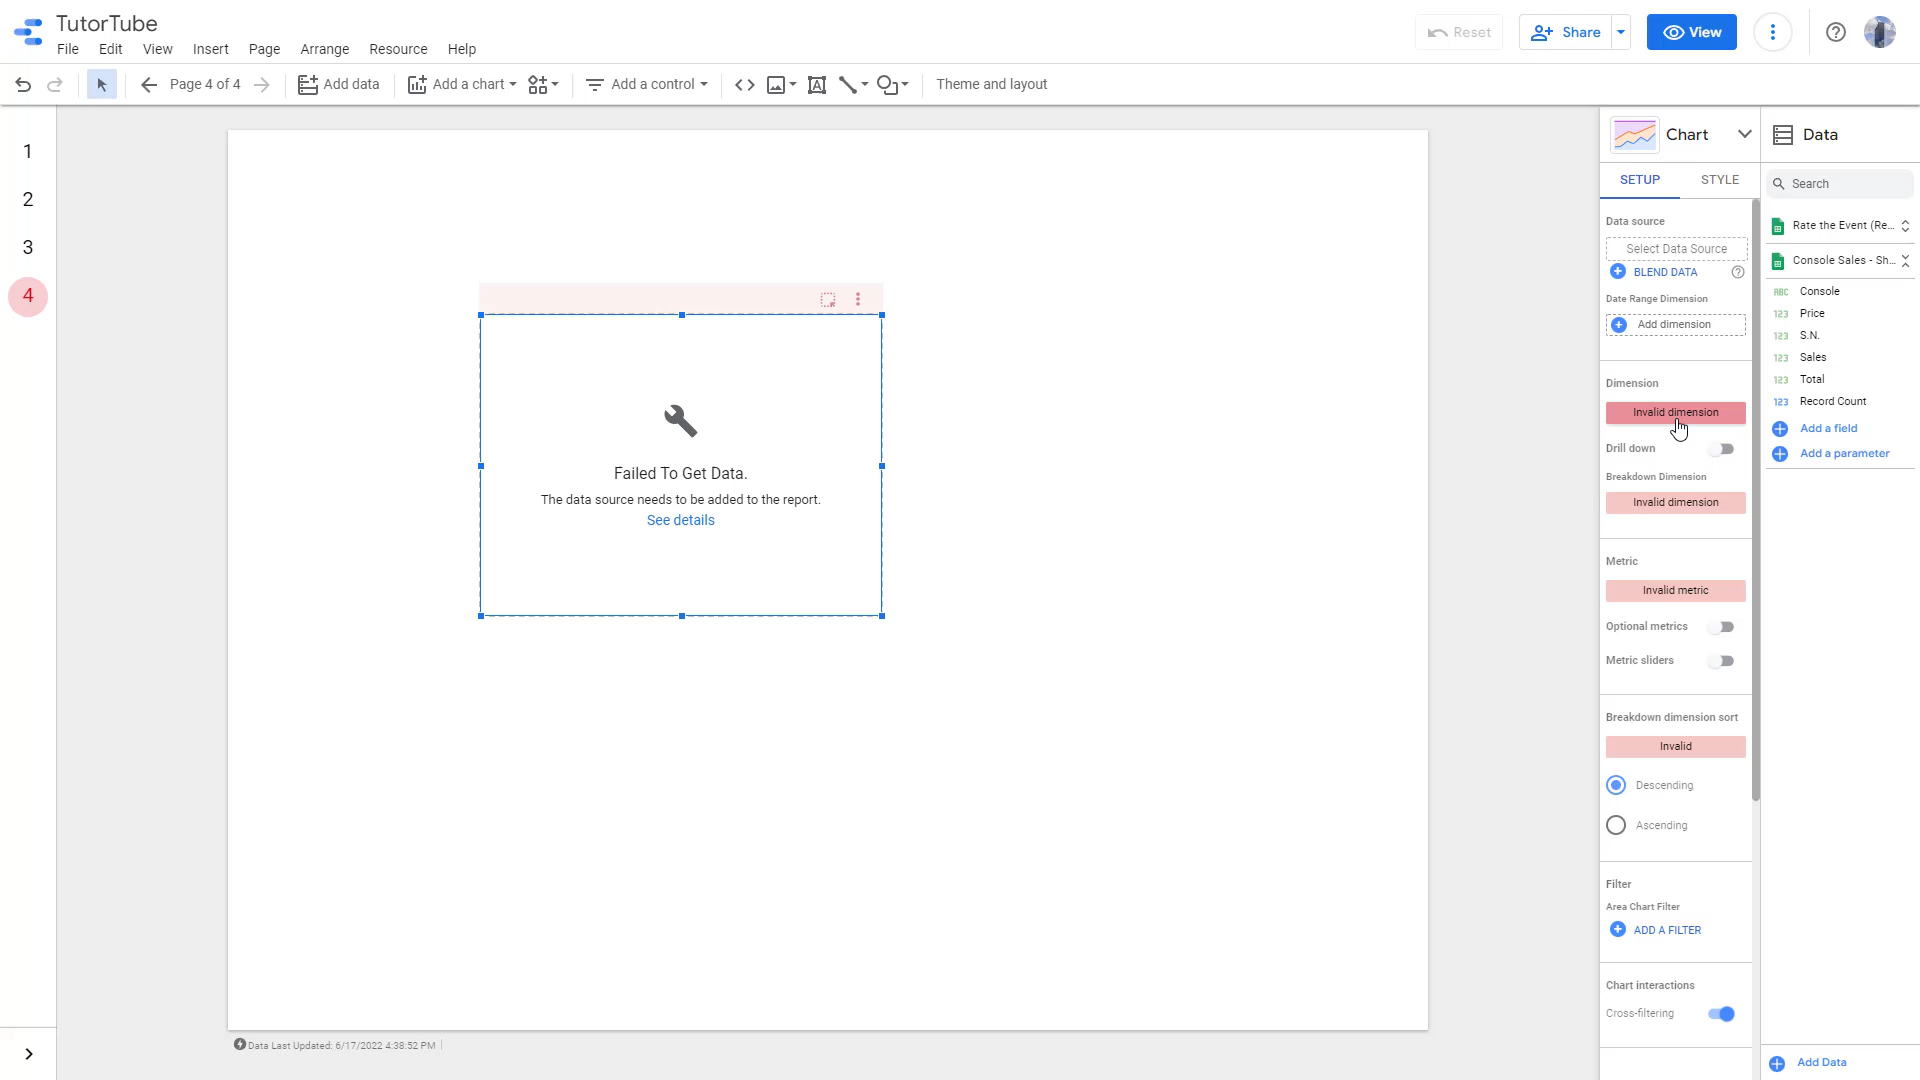 TutorTube
File Edit View Insert Page Arrange Resource Help
Reset
Share
View
Page 4 of 4
Add data
Add a chart
Add a control
Theme and layout
1
2
3
4
Failed To Get Data.
The data source needs to be added to the report.
See details
Data Last Updated: 6/17/2022 4:38:52 PM
Chart
SETUP STYLE
Data source
Select Data Source
BLEND DATA
Date Range Dimension
Add dimension
Dimension
Invalid dimension
Drill down
Breakdown Dimension
Invalid dimension
Metric
Invalid metric
Optional metrics
Metric sliders
Breakdown dimension sort
Invalid
Descending
Ascending
Filter
Area Chart Filter
ADD A FILTER
Chart interactions
Cross-filtering
Data
Search
Rate the Event (Re...
Console Sales - Sh...
ABC Console
123 Price
123 S.N.
123 Sales
123 Total
123 Record Count
Add a field
Add a parameter
Add Data